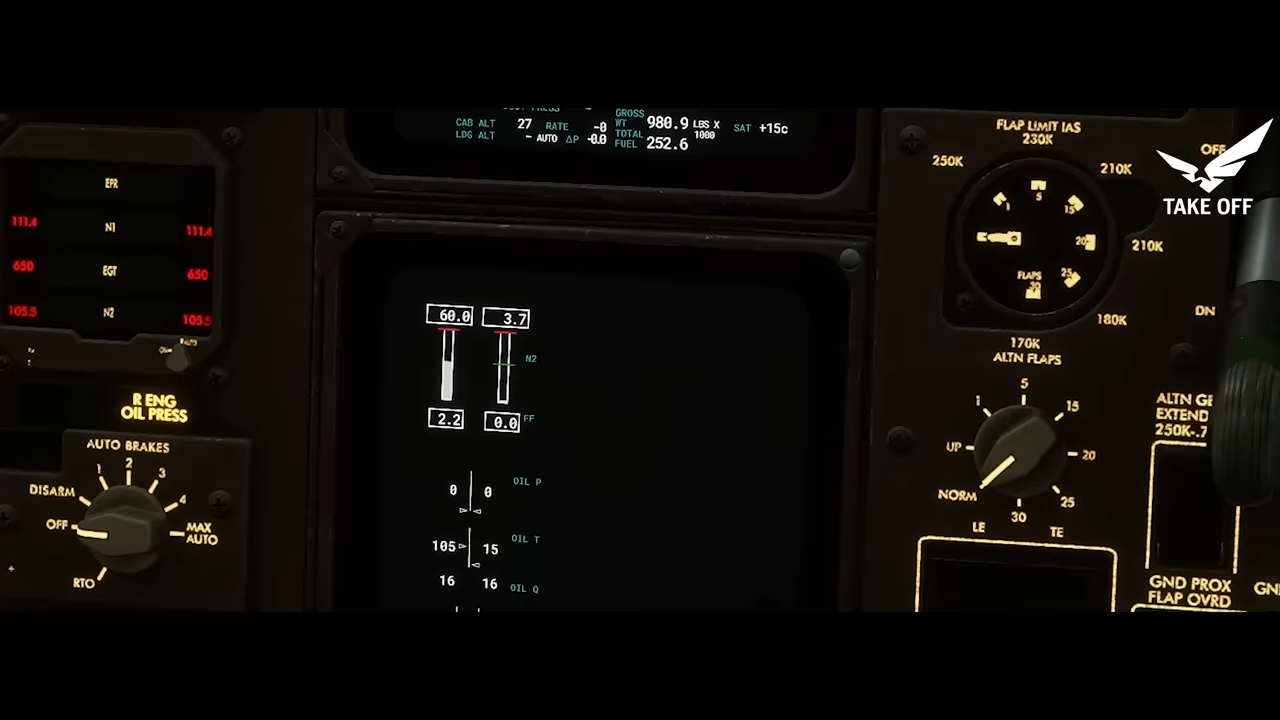 CAB ALT 27 RATE -0
LDG ALT - AUTO ΔP -0.0
GROSS
WT 980.9 LBS X
1000
TOTAL
FUEL 252.6
SAT +15c
EPR
111.4 N1 111.4
650 EGT 650
105.5 N2 105.5
R ENG
OIL PRESS
AUTO BRAKES
DISARM 1 2 3 4
OFF
MAX
AUTO
RTO
60.0 3.7
N2
2.2 0.0 FF
0 0 OIL P
105 15 OIL T
16 16 OIL Q
FLAP LIMIT IAS
230K
250K 210K
1 5 15
20 210K
FLAPS
30 25
180K
170K
ALTN FLAPS
1 5 15
UP 20
NORM 30 25
LE TE
OFF
TAKE OFF
DN
EXTEND
250K-.7
GND PROX
FLAP OVRD